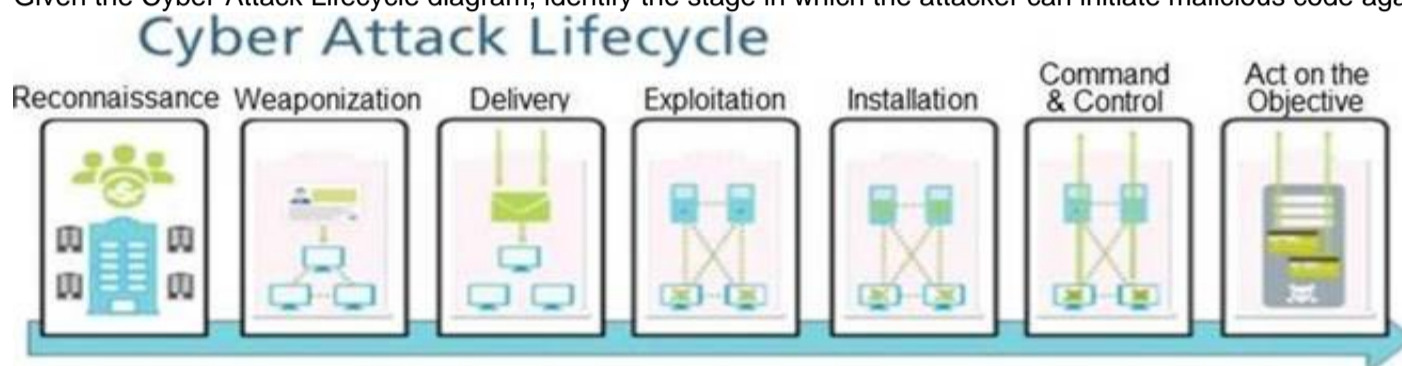 Given the Cyber Attack Lifecycle diagram, identify the stage in which the attacker can initiate malicious code
Cyber Attack Lifecycle
Reconnaissance
Weaponization
Delivery
Exploitation
Installation
Command
& Control
Act on the
Objective